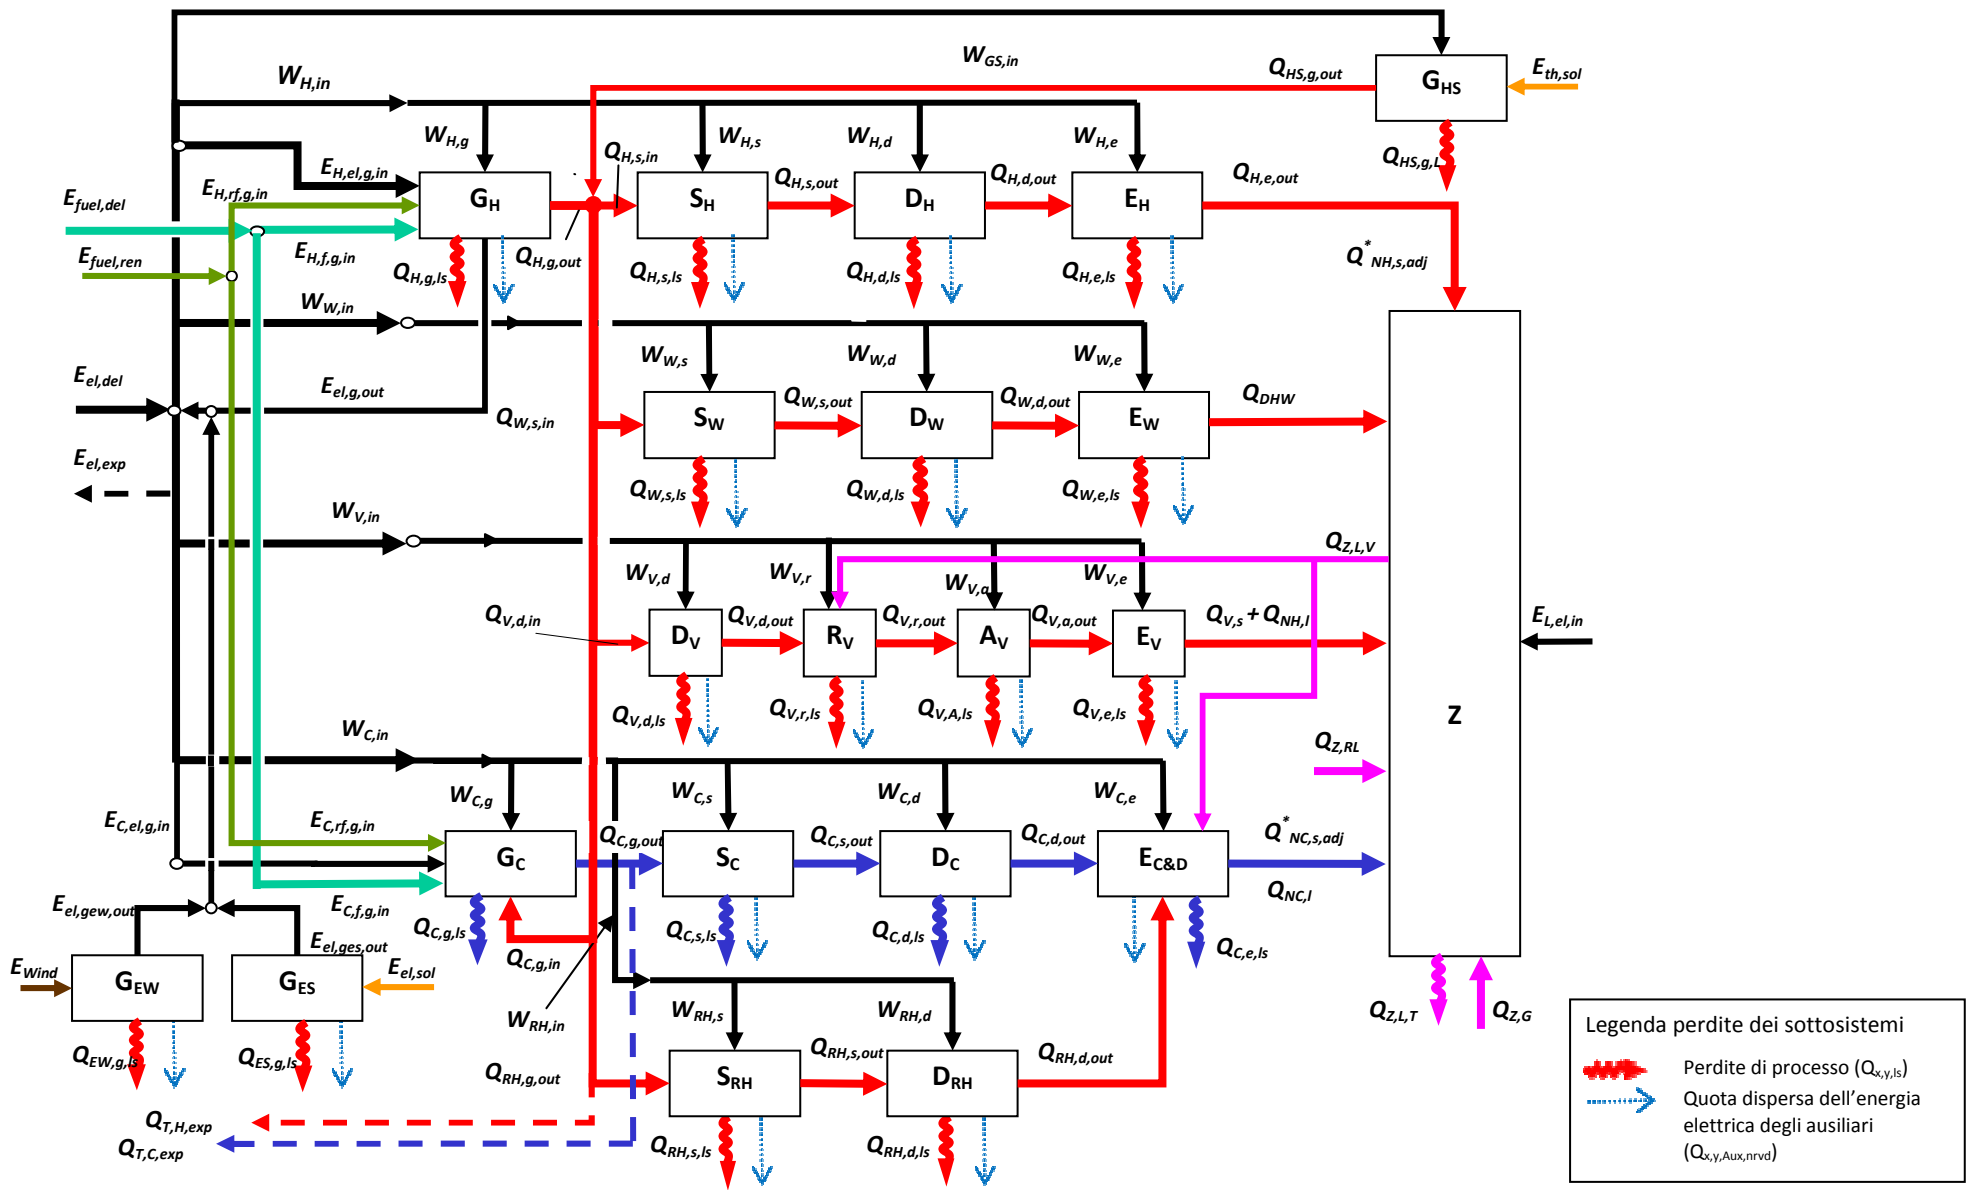 W_GS,in
Q_HS,g,out
G_HS
E_th,sol
W_H,in
W_H,g
Q_H,s,in
W_H,s
W_H,d
W_H,e
Q_HS,g,L
E_H,el,g,in
E_H,rf,g,in
G_H
S_H
Q_H,s,out
D_H
Q_H,d,out
E_H
Q_H,e,out
E_fuel,del
E_fuel,ren
E_H,f,g,in
Q_H,g,ls
Q_H,g,out
Q_H,s,ls
Q_H,d,ls
Q_H,e,ls
Q*_NH,s,adj
W_W,in
W_W,s
W_W,d
W_W,e
E_el,del
E_el,g,out
Q_W,s,in
S_W
Q_W,s,out
D_W
Q_W,d,out
E_W
Q_DHW
E_el,exp
Q_W,s,ls
Q_W,d,ls
Q_W,e,ls
W_V,in
Q_Z,L,V
W_V,d
W_V,r
W_V,a
W_V,e
Q_V,d,in
D_V
Q_V,d,out
R_V
Q_V,r,out
A_V
Q_V,a,out
E_V
Q_V,s + Q_NH,l
E_L,el,in
Q_V,d,ls
Q_V,r,ls
Q_V,A,ls
Q_V,e,ls
Z
W_C,in
Q_Z,RL
W_C,g
W_C,s
W_C,d
W_C,e
E_C,el,g,in
E_C,rf,g,in
G_C
Q_C,g,out
S_C
Q_C,s,out
D_C
Q_C,d,out
E_C&D
Q*_NC,s,adj
Q_NC,l
E_el,gew,out
E_C,f,g,in
E_el,ges,out
Q_C,g,ls
Q_C,g,in
Q_C,s,ls
Q_C,d,ls
Q_C,e,ls
E_Wind
G_EW
G_ES
E_el,sol
W_RH,in
W_RH,s
W_RH,d
Q_Z,L,T
Q_Z,G
Q_EW,g,ls
Q_ES,g,ls
Q_RH,g,out
S_RH
Q_RH,s,out
D_RH
Q_RH,d,out
Q_T,H,exp
Q_T,C,exp
Q_RH,s,ls
Q_RH,d,ls
Legenda perdite dei sottosistemi
Perdite di processo (Q_x,y,ls)
Quota dispersa dell’energia
elettrica degli ausiliari
(Q_x,y,Aux,nrvd)